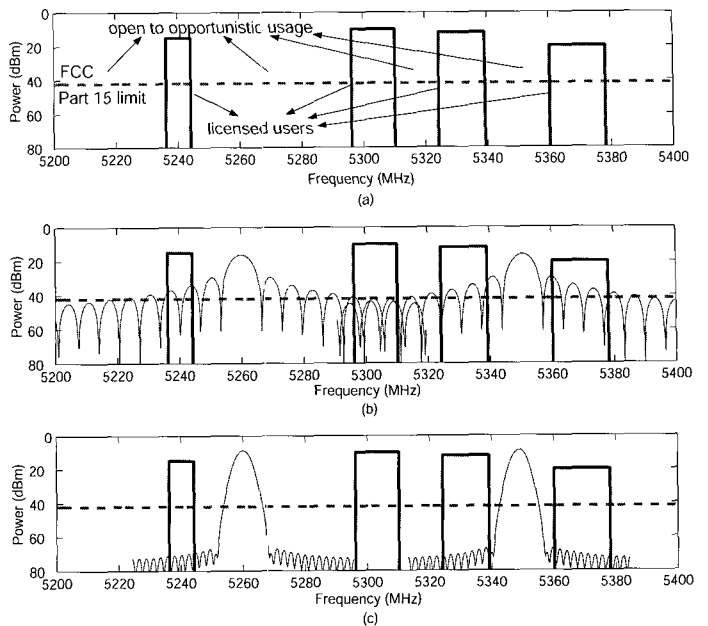 0
20
40
60
80
Power (dBm)
open to opportunistic usage
FCC
Part 15 limit
licensed users
5200 5220 5240 5260 5280 5300 5320 5340 5360 5380 5400
Frequency (MHz)
(a)
0
20
40
60
80
Power (dBm)
5200 5220 5240 5260 5280 5300 5320 5340 5360 5380 5400
Frequency (MHz)
(b)
0
20
40
60
80
Power (dBm)
5200 5220 5240 5260 5280 5300 5320 5340 5360 5380 5400
Frequency (MHz)
(c)